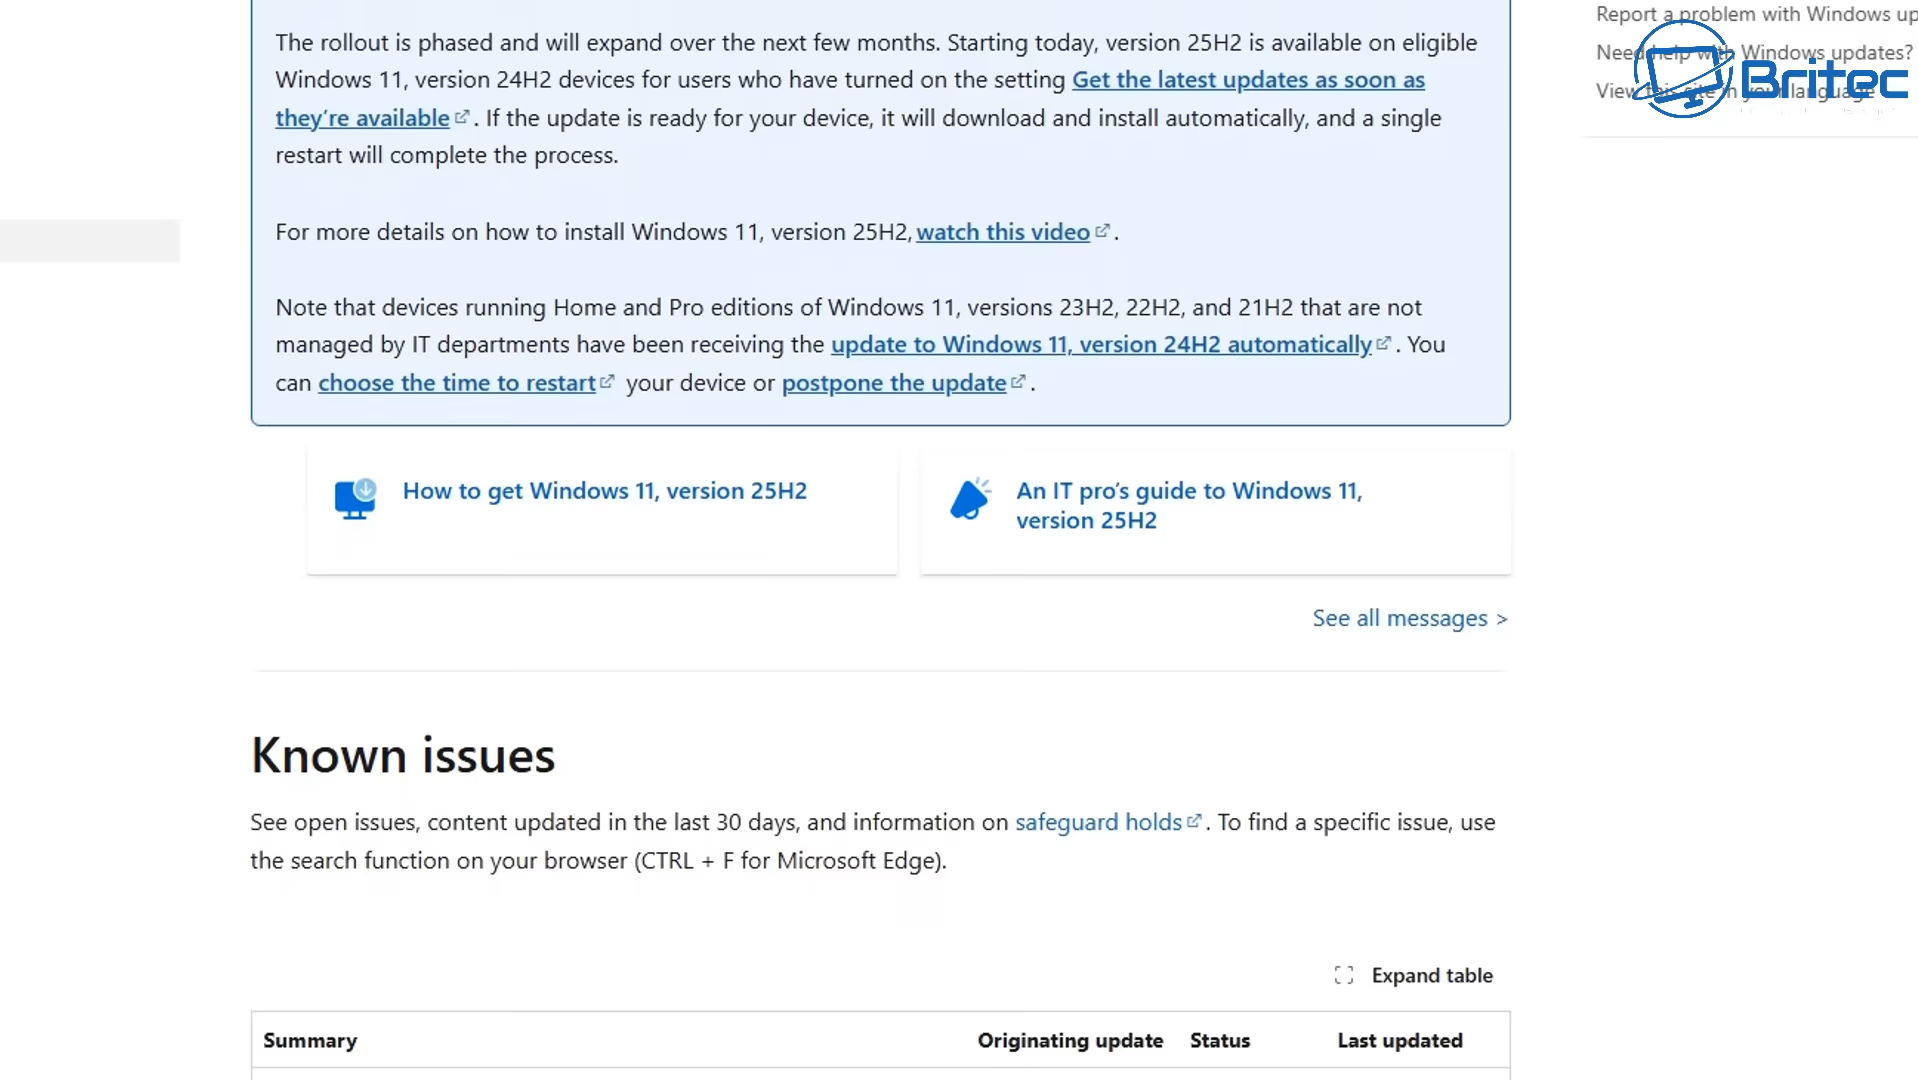 Report a problem with Windows up
Need help with Windows updates?
View this site in your language
Britec
The rollout is phased and will expand over the next few months. Starting today, version 25H2 is available on eligible
Windows 11, version 24H2 devices for users who have turned on the setting Get the latest updates as soon as
they're available. If the update is ready for your device, it will download and install automatically, and a single
restart will complete the process.
For more details on how to install Windows 11, version 25H2, watch this video.
Note that devices running Home and Pro editions of Windows 11, versions 23H2, 22H2, and 21H2 that are not
managed by IT departments have been receiving the update to Windows 11, version 24H2 automatically. You
can choose the time to restart your device or postpone the update.
How to get Windows 11, version 25H2
An IT pro's guide to Windows 11,
version 25H2
See all messages >
Known issues
See open issues, content updated in the last 30 days, and information on safeguard holds. To find a specific issue, use
the search function on your browser (CTRL + F for Microsoft Edge).
Expand table
Summary Originating update Status Last updated